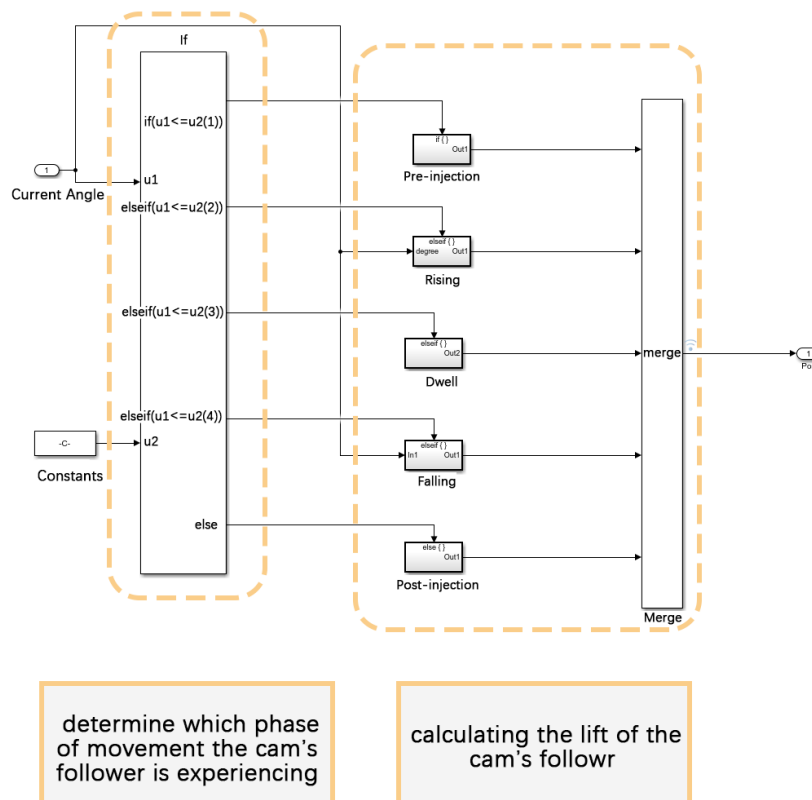 If
if(u1<=u2(1))
if { }
Out1
Pre-injection
1
Current Angle
u1
elseif(u1<=u2(2))
elseif { }
degree
Out1
Rising
elseif(u1<=u2(3))
elseif { }
Out2
Dwell
merge
1
elseif(u1<=u2(4))
elseif { }
In1
Out1
Falling
-C-
u2
Constants
else
else { }
Out1
Post-injection
Merge
determine which phase
of movement the cam's
follower is experiencing
calculating the lift of the
cam's followr